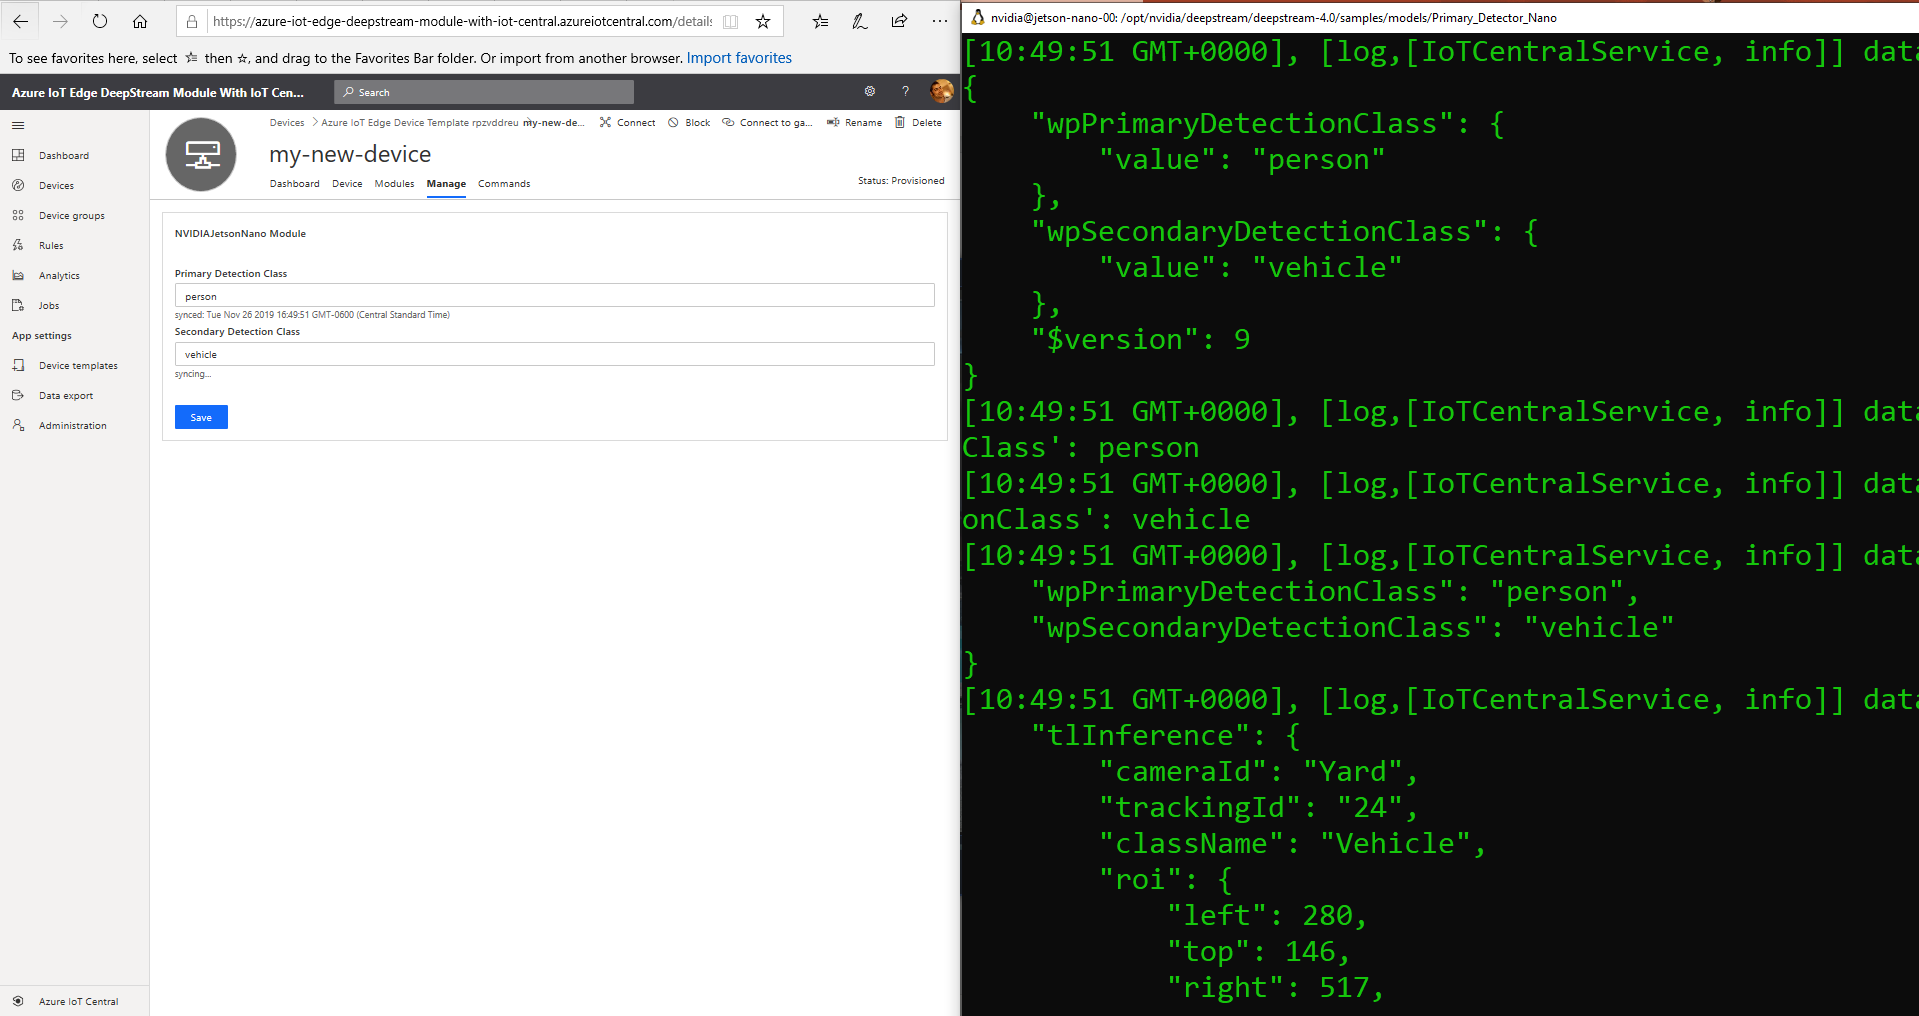 https://azure-iot-edge-deepstream-module-with-iot-central.azureiotcentral.com/details
To see favorites here, select then , and drag to the Favorites Bar folder. Or import from another browser. Import favorites
Azure IoT Edge DeepStream Module With IoT Cen...
Search
?
Dashboard
Devices
Device groups
Rules
Analytics
Jobs
App settings
Device templates
Data export
Administration
Azure IoT Central
Devices > Azure IoT Edge Device Template rpzvddreu my-new-de...
Connect
Block
Connect to ga...
Rename
Delete
my-new-device
Dashboard Device Modules Manage Commands
Status: Provisioned
NVIDIAJetsonNano Module
Primary Detection Class
person
synced: Tue Nov 26 2019 16:49:51 GMT-0600 (Central Standard Time)
Secondary Detection Class
vehicle
syncing...
Save
nvidia@jetson-nano-00: /opt/nvidia/deepstream/deepstream-4.0/samples/models/Primary_Detector_Nano
[10:49:51 GMT+0000], [log,[IoTCentralService, info]] data
{
"wpPrimaryDetectionClass": {
"value": "person"
},
"wpSecondaryDetectionClass": {
"value": "vehicle"
},
"$version": 9
}
[10:49:51 GMT+0000], [log,[IoTCentralService, info]] data
Class': person
[10:49:51 GMT+0000], [log,[IoTCentralService, info]] data
onClass': vehicle
[10:49:51 GMT+0000], [log,[IoTCentralService, info]] data
"wpPrimaryDetectionClass": "person",
"wpSecondaryDetectionClass": "vehicle"
}
[10:49:51 GMT+0000], [log,[IoTCentralService, info]] data
"tlInference": {
"cameraId": "Yard",
"trackingId": "24",
"className": "Vehicle",
"roi": {
"left": 280,
"top": 146,
"right": 517,